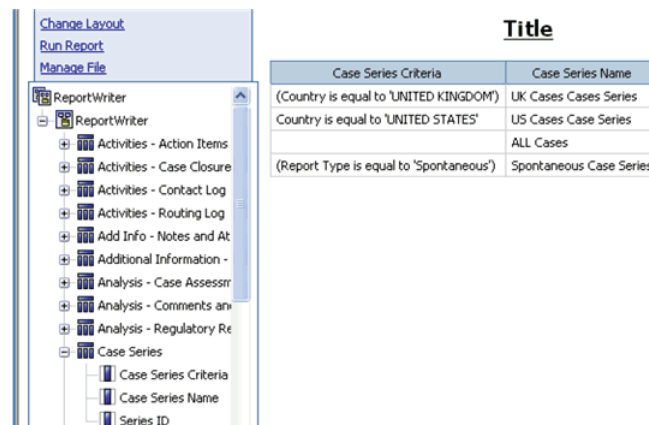 Change Layout
Run Report
Manage File
ReportWriter
ReportWriter
Activities - Action Items
Activities - Case Closure
Activities - Contact Log
Activities - Routing Log
Add Info - Notes and At
Additional Information -
Analysis - Case Assessm
Analysis - Comments an
Analysis - Regulatory Re
Case Series
Case Series Criteria
Case Series Name
Series ID
Title
Case Series Criteria Case Series Name
(Country is equal to 'UNITED KINGDOM') UK Cases Cases Series
Country is equal to 'UNITED STATES' US Cases Case Series
ALL Cases
(Report Type is equal to 'Spontaneous') Spontaneous Case Series